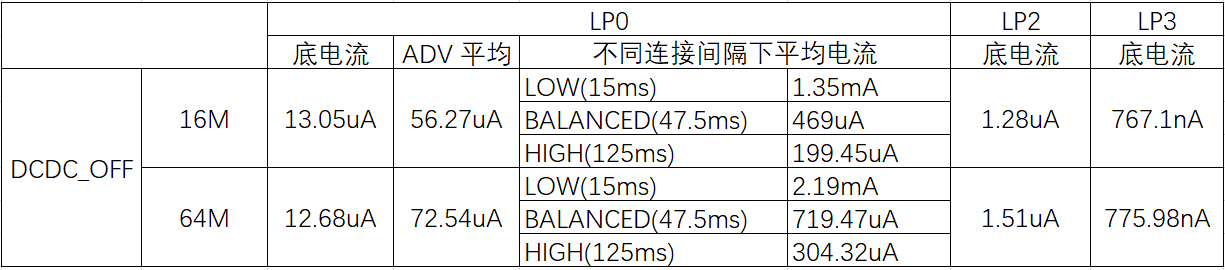 LP0 LP2 LP3
底电流 ADV 平均 不同连接间隔下平均电流 底电流 底电流
DCDC_OFF
16M 13.05uA 56.27uA
LOW(15ms) 1.35mA
BALANCED(47.5ms) 469uA
HIGH(125ms) 199.45uA
1.28uA 767.1nA
64M 12.68uA 72.54uA
LOW(15ms) 2.19mA
BALANCED(47.5ms) 719.47uA
HIGH(125ms) 304.32uA
1.51uA 775.98nA